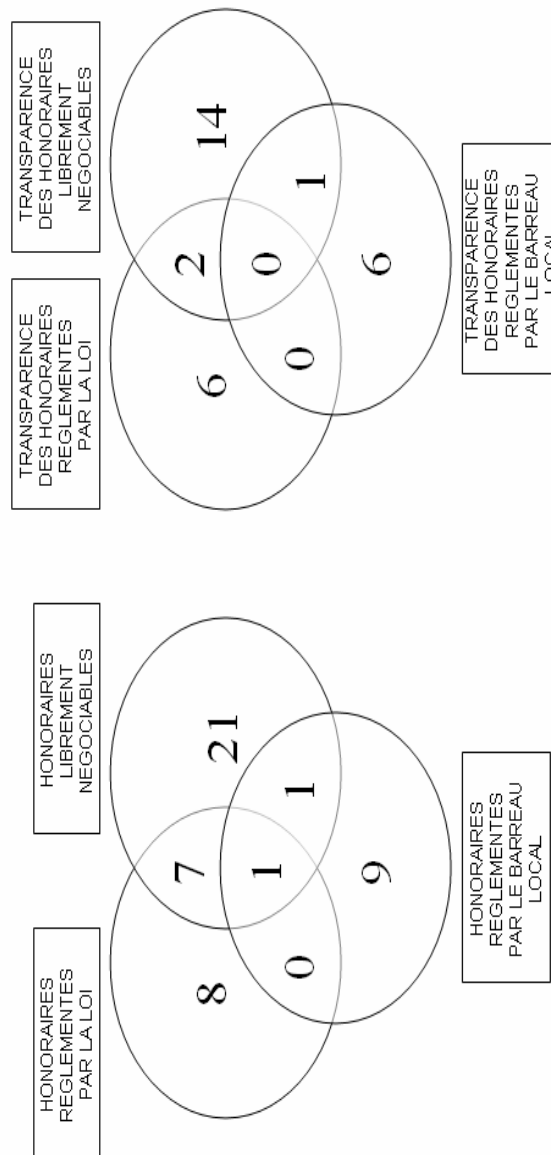 HONORAIRES
REGLEMENTES
PAR LA LOI
HONORAIRES
LIBREMENT
NEGOCIABLES
8
7
21
1
0
1
9
HONORAIRES
REGLEMENTES
PAR LE BARREAU
LOCAL
TRANSPARENCE
DES HONORAIRES
REGLEMENTES
PAR LA LOI
TRANSPARENCE
DES HONORAIRES
LIBREMENT
NEGOCIABLES
6
2
14
0
0
1
6
TRANSPARENCE
DES HONORAIRES
REGLEMENTES
PAR LE BARREAU
LOCAL